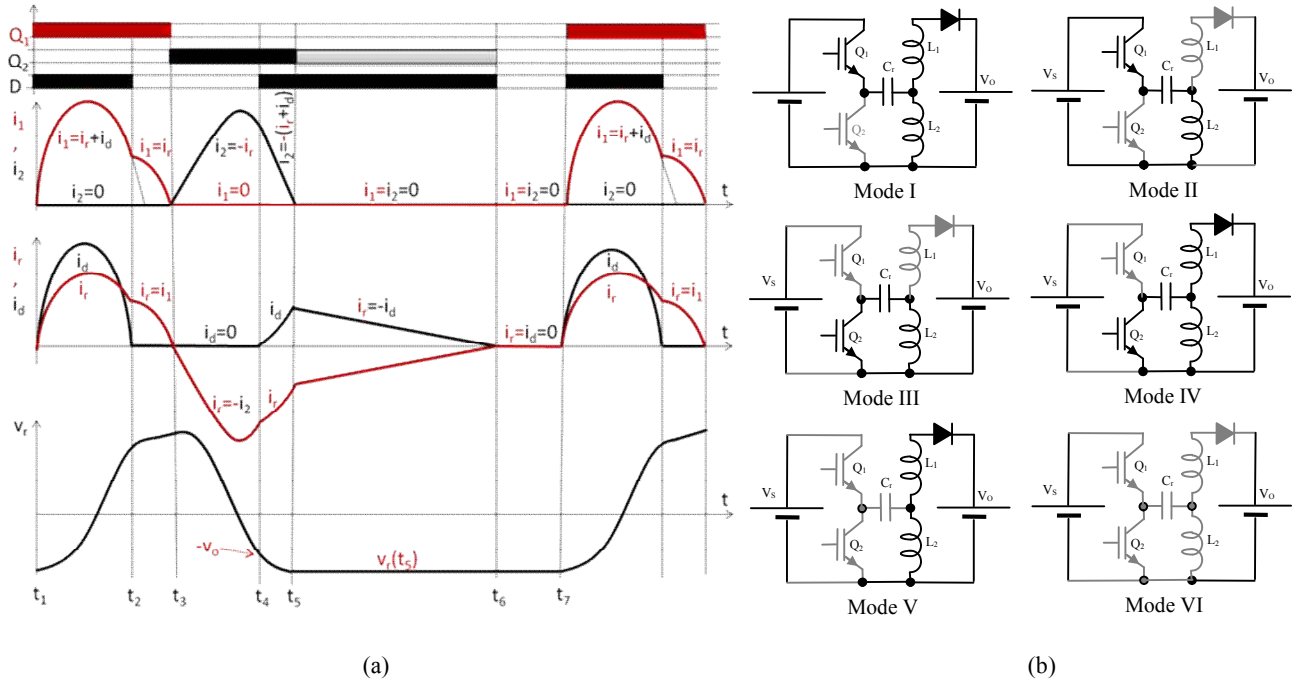 Q1
Q2
D
i1, i2
i1=ir+id
i1=ir
i2=0
i2=-ir
i1=0
i2=-(ir+id)
i1=i2=0
i1=i2=0
i1=ir+id
i1=ir
i2=0
t
ir, id
id
ir
ir=i1
id=0
ir=-i2
id
ir
ir=-id
ir=id=0
id
ir
ir=i1
t
vr
-vo
vr(t5)
t
t1 t2 t3 t4 t5 t6 t7
(a)
VS Q1 Q2 Cr L1 L2 VO
Mode I
VS Q1 Q2 Cr L1 L2 VO
Mode II
VS Q1 Q2 Cr L1 L2 VO
Mode III
VS Q1 Q2 Cr L1 L2 VO
Mode IV
VS Q1 Q2 Cr L1 L2 VO
Mode V
VS Q1 Q2 Cr L1 L2 VO
Mode VI
(b)